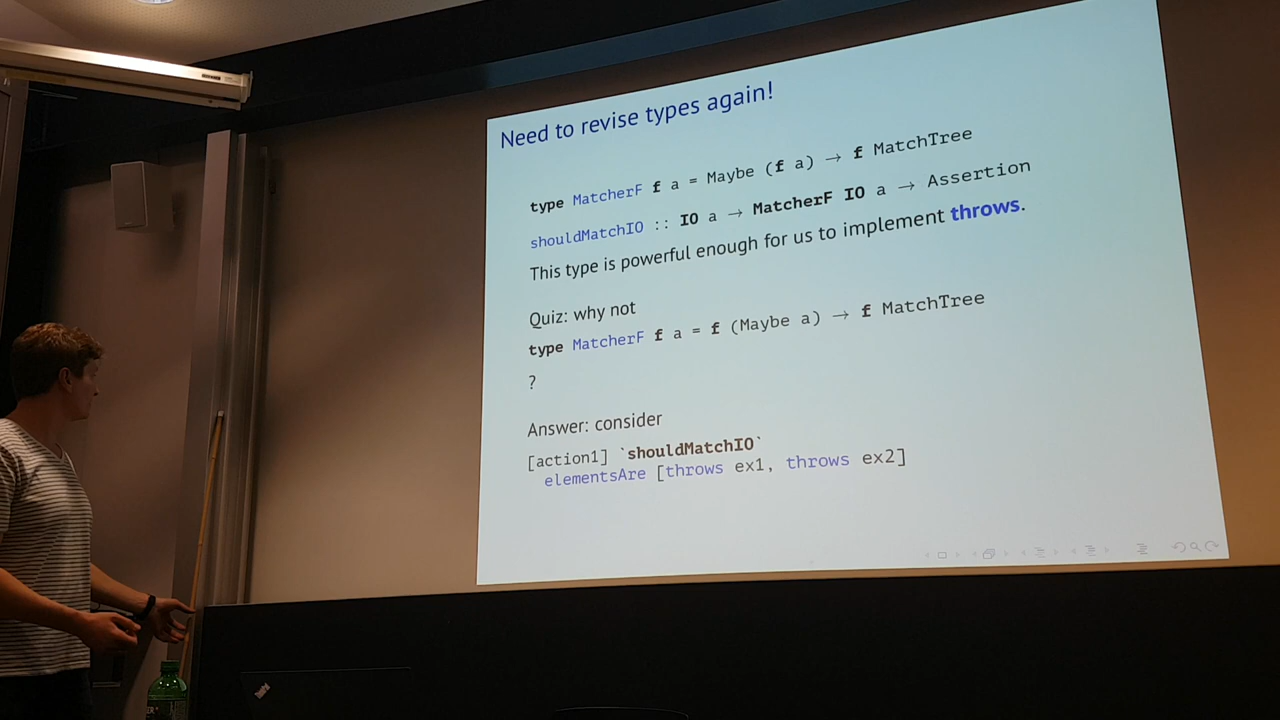 Need to revise types again!
type MatcherF f a = Maybe (f a) → f MatchTree
shouldMatchIO :: IO a → MatcherF IO a → Assertion
This type is powerful enough for us to implement throws.
Quiz: why not
type MatcherF f a = f (Maybe a) → f MatchTree
?
Answer: consider
[action1] `shouldMatchIO`
elementsAre [throws ex1, throws ex2]